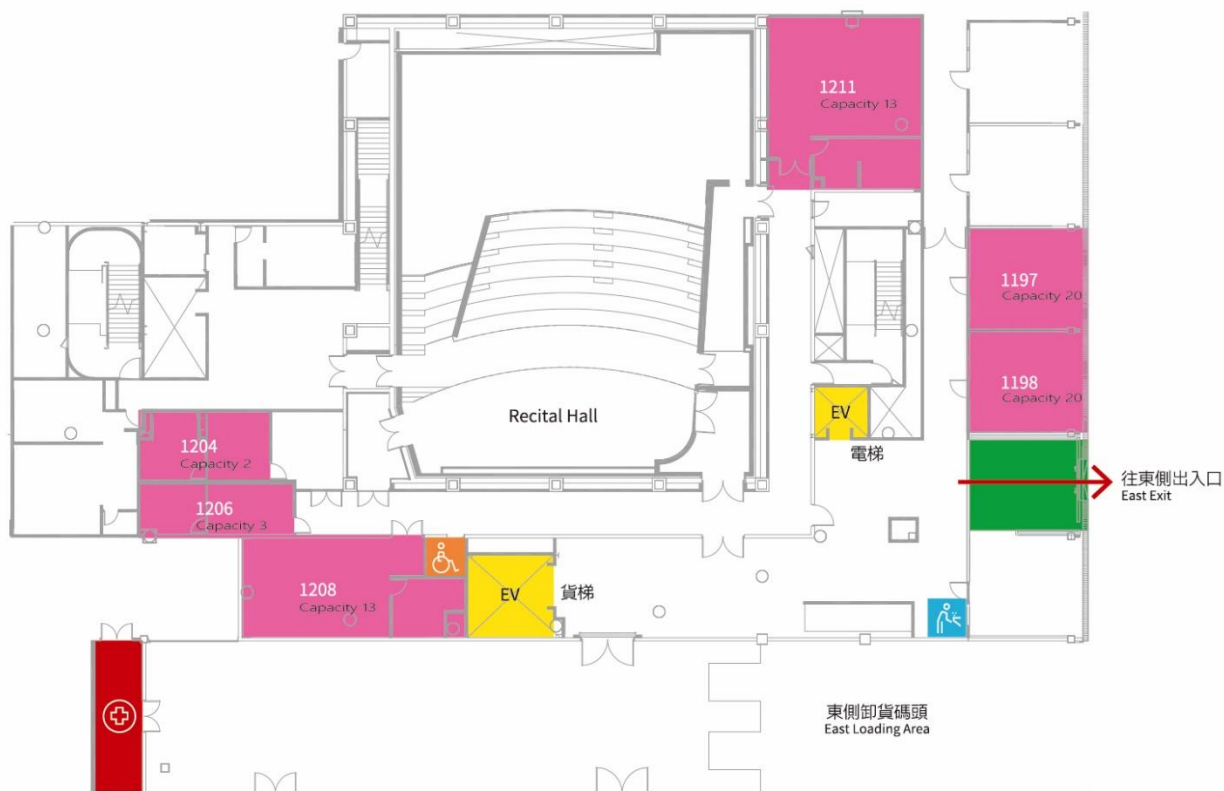 1211
Capacity 13
1197
Capacity 20
1198
Capacity 20
Recital Hall
EV
電梯
1204
Capacity 2
往東側出入口
East Exit
1206
Capacity 3
1208
Capacity 13
EV
貨梯
東側卸貨碼頭
East Loading Area